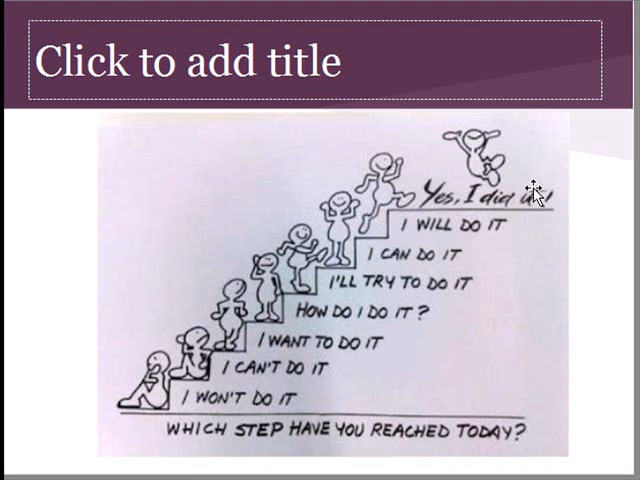 Click to add title
Yes, I did
I WILL DO IT
I CAN DO IT
I'LL TRY TO DO IT
HOW DO I DO IT?
I WANT TO DO IT
I CAN'T DO IT
I WON'T DO IT
WHICH STEP HAVE YOU REACHED TODAY?